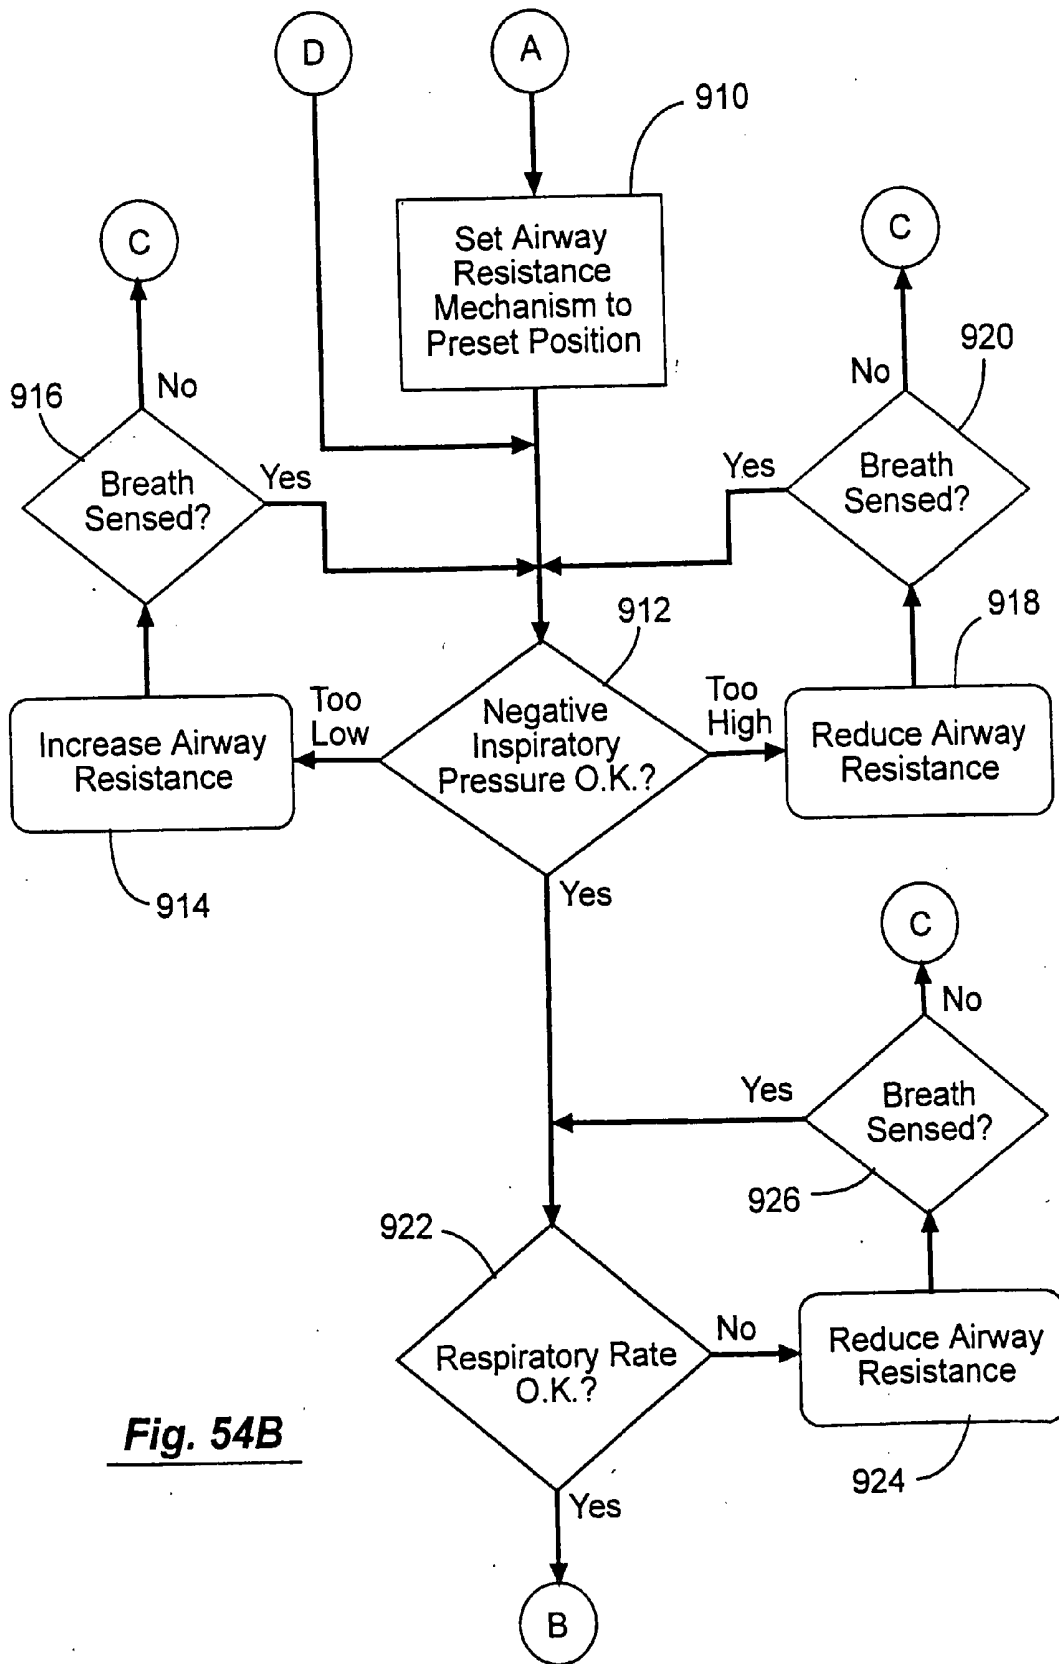 D
A
910
Set Airway
Resistance
Mechanism to
Preset Position
C
C
916
No
No
920
Breath
Sensed?
Yes
Yes
Breath
Sensed?
912
918
Increase Airway
Resistance
Too
Low
Negative
Inspiratory
Pressure O.K.?
Too
High
Reduce Airway
Resistance
914
Yes
C
No
Yes
Breath
Sensed?
926
922
Respiratory Rate
O.K.?
No
Reduce Airway
Resistance
924
Fig. 54B
Yes
B